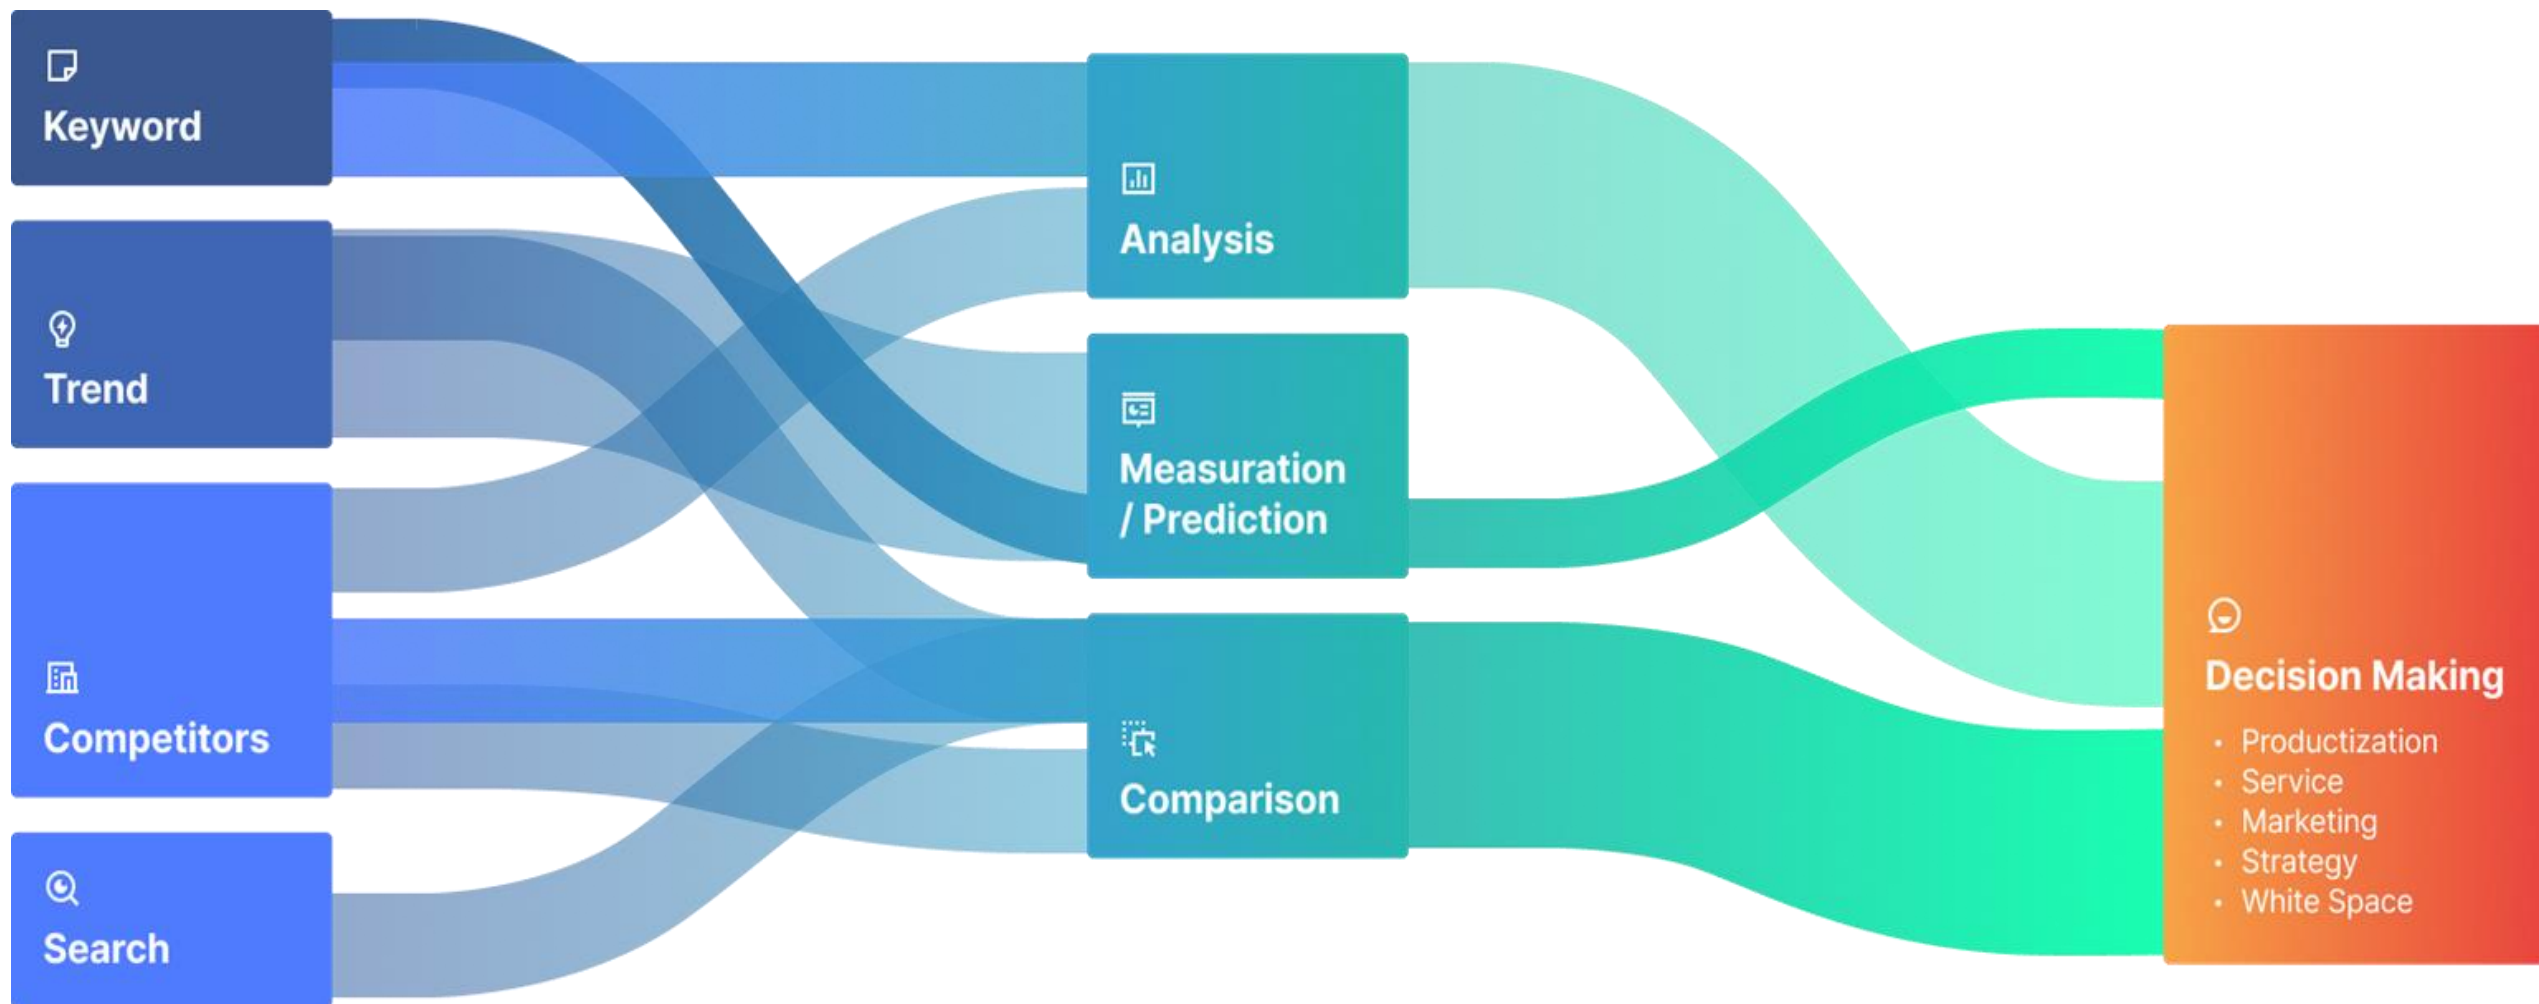 Keyword
Trend
Competitors
Search
Analysis
Measuration
/ Prediction
Comparison
Decision Making
• Productization
• Service
• Marketing
• Strategy
• White Space